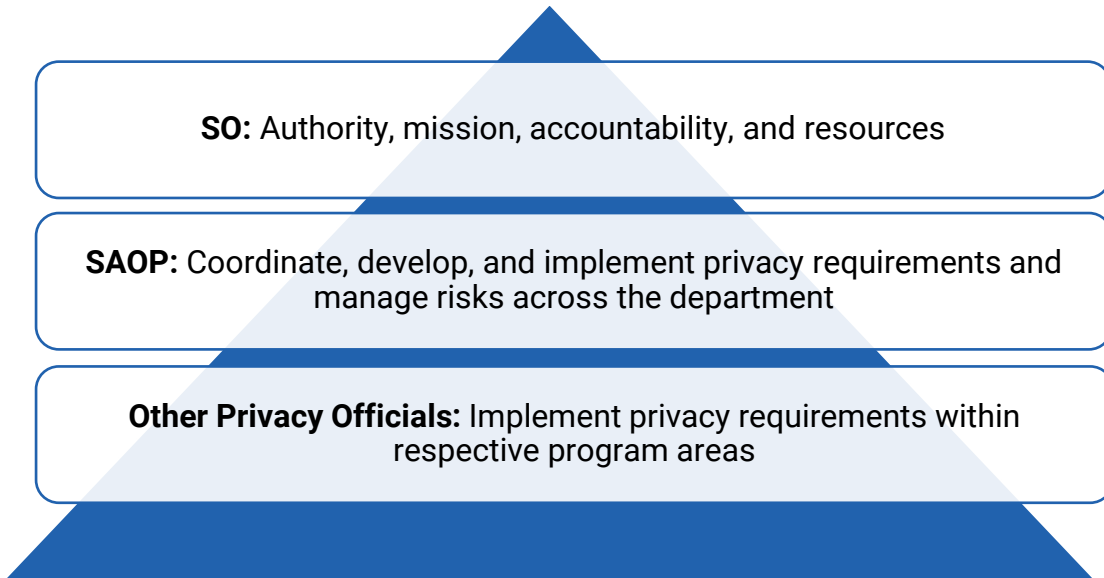 SO: Authority, mission, accountability, and resources
SAOP: Coordinate, develop, and implement privacy requirements and
manage risks across the department
Other Privacy Officials: Implement privacy requirements within
respective program areas